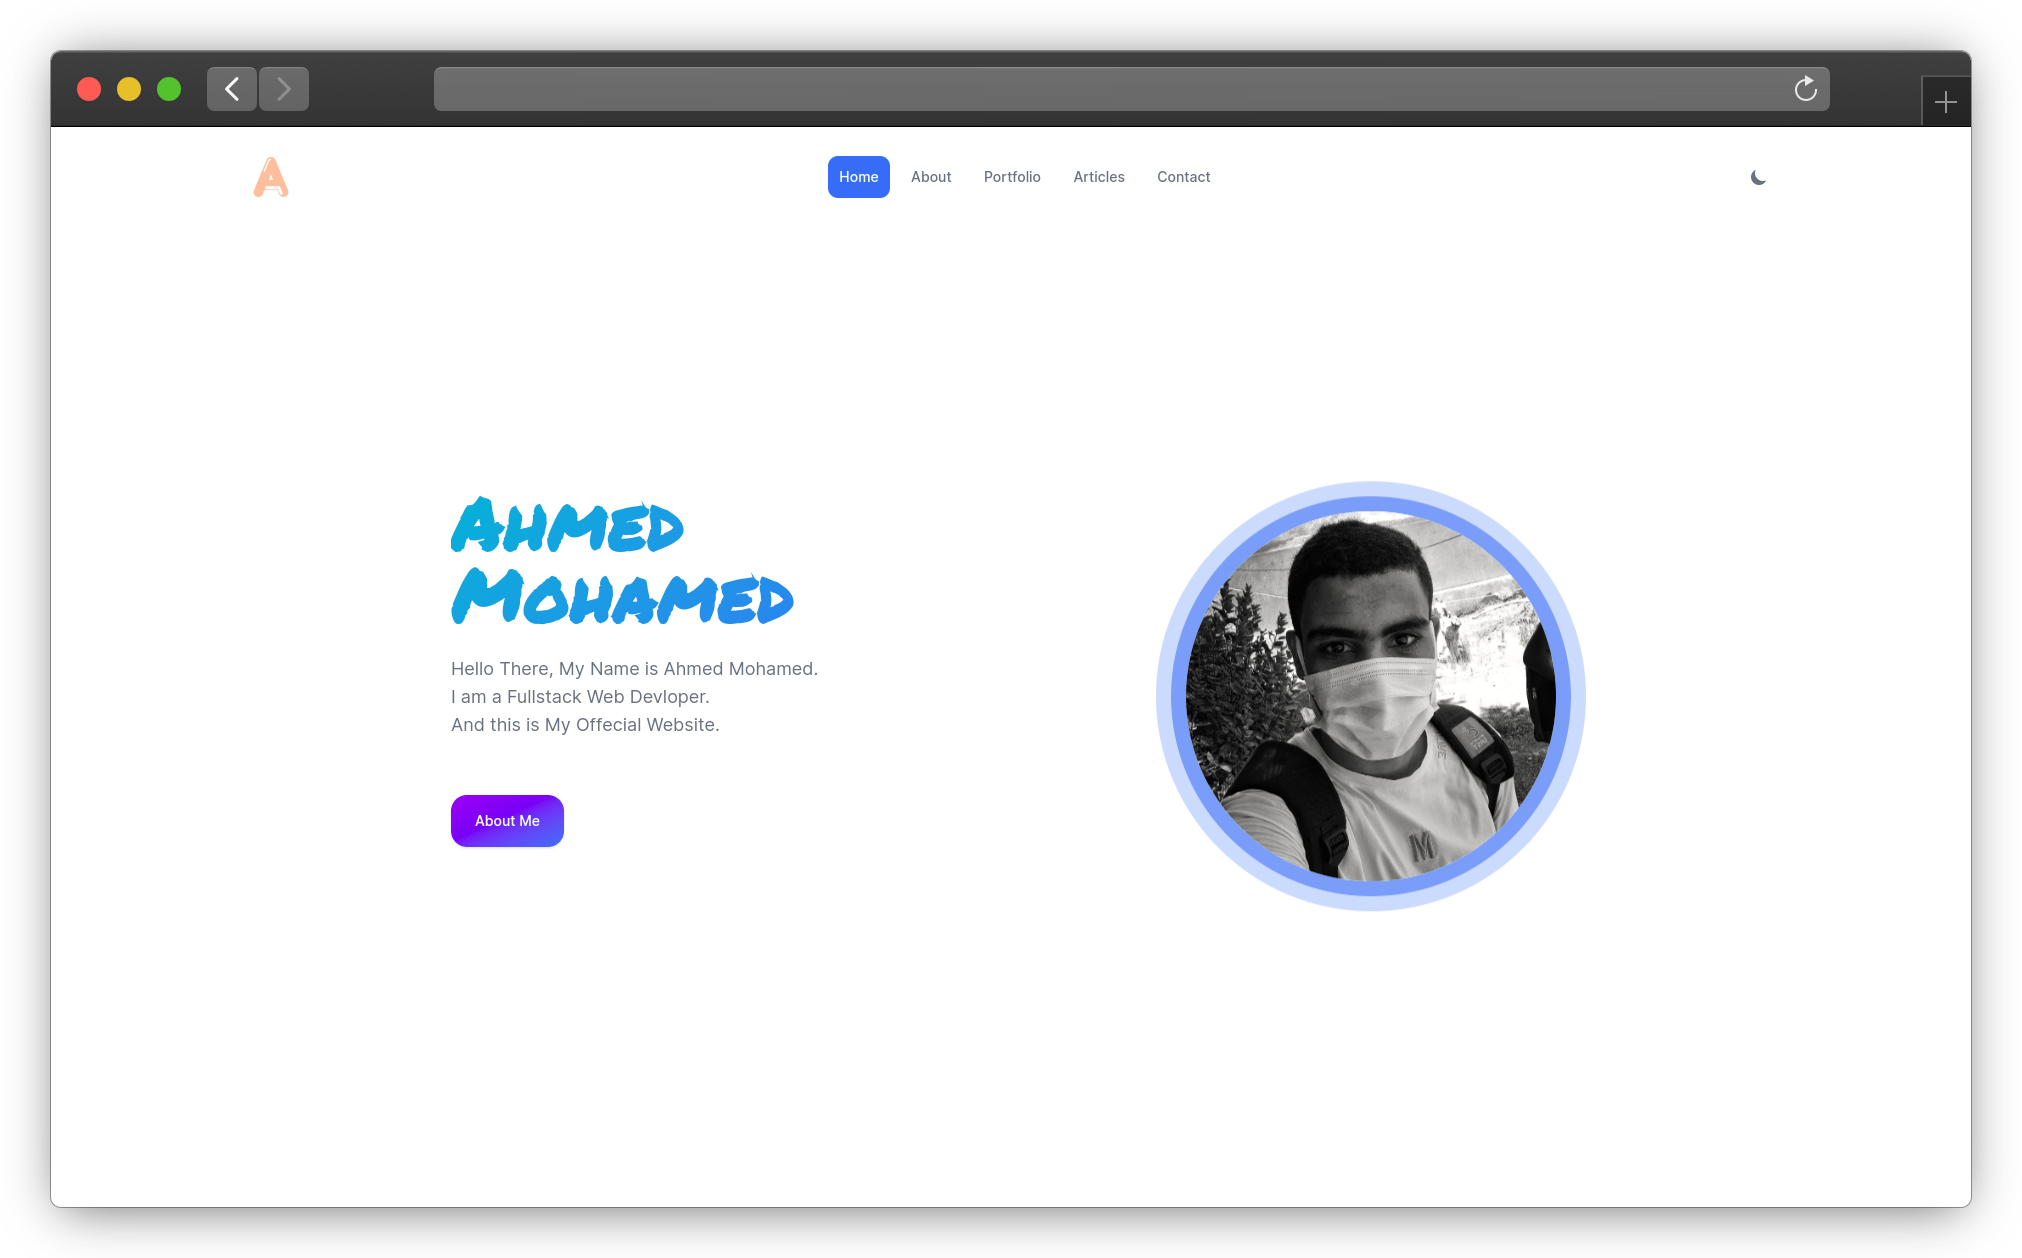 A
Home About Portfolio Articles Contact
AHMED
MOHAMED
Hello There, My Name is Ahmed Mohamed.
I am a Fullstack Web Devloper.
And this is My Offecial Website.
About Me
M